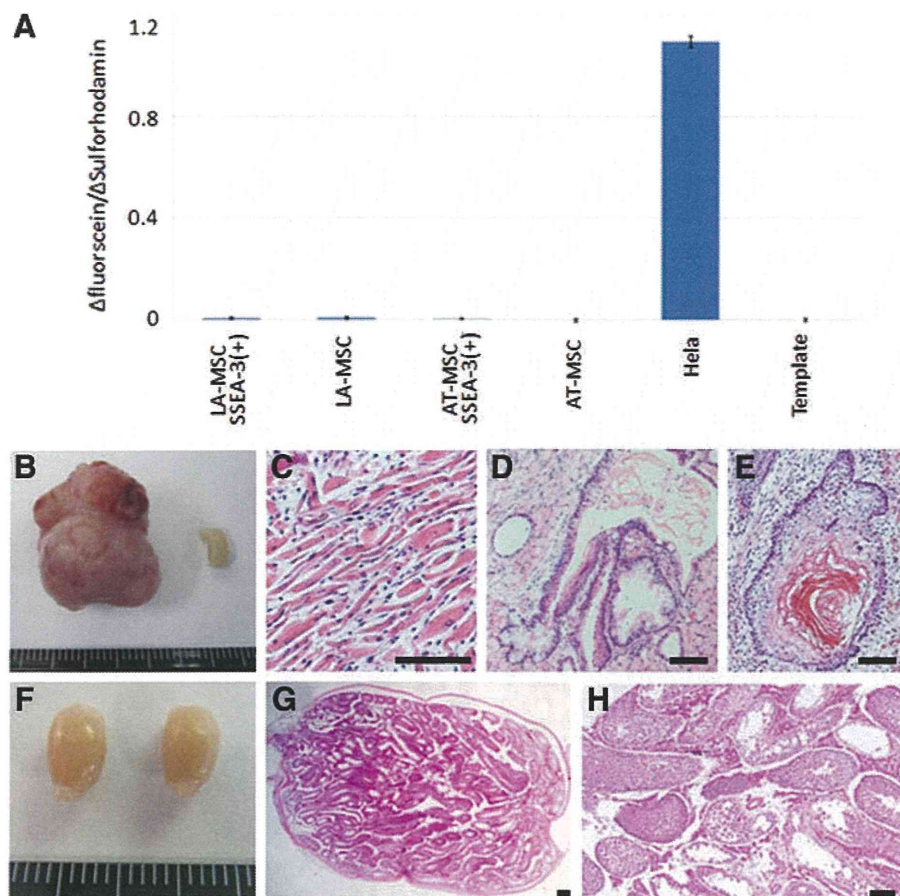 A
Δfluorscein/ΔSulforhodamin
1.2
0.8
0.4
0
LA-MSC
SSEA-3(+)
LA-MSC
AT-MSC
SSEA-3(+)
AT-MSC
Hela
Template
B
C
D
E
F
G
H